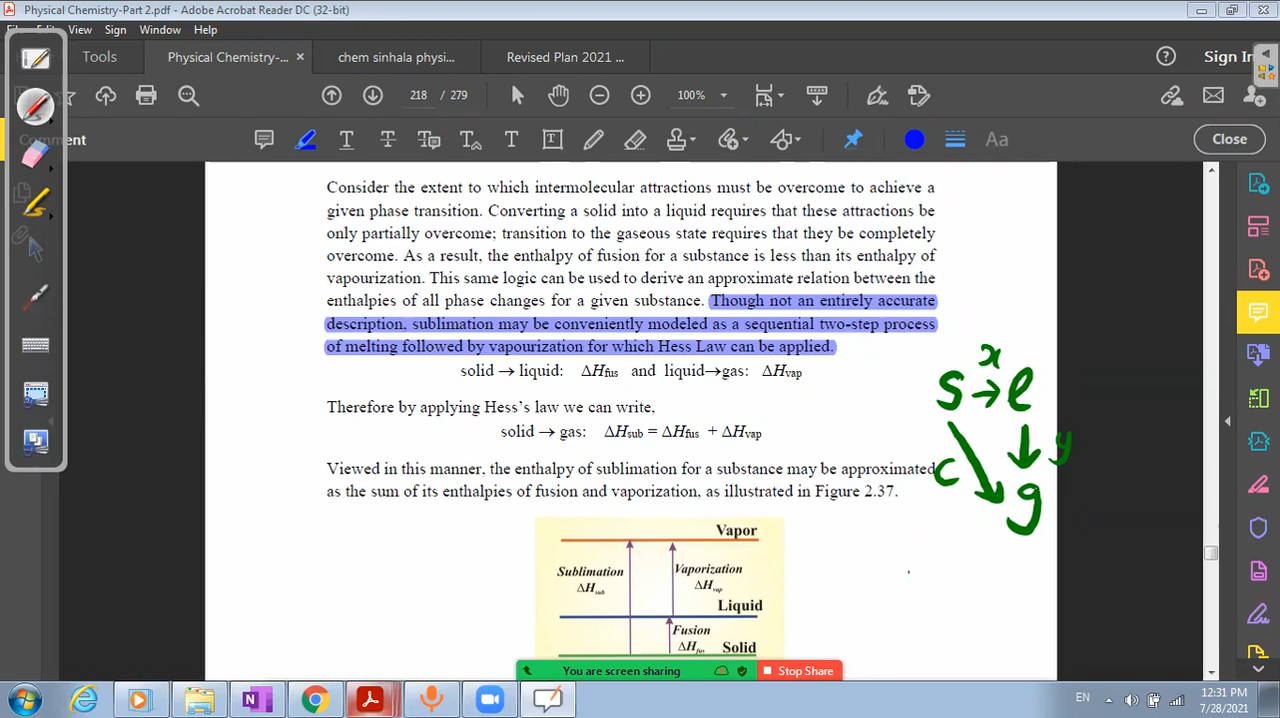 Physical Chemistry-Part 2.pdf - Adobe Acrobat Reader DC (32-bit)
View Sign Window Help
Tools Physical Chemistry-... × chem sinhala physi... Revised Plan 2021 ... Sign In
218 / 279 100%
Comment T T T T Aa Close
Consider the extent to which intermolecular attractions must be overcome to achieve a
given phase transition. Converting a solid into a liquid requires that these attractions be
only partially overcome; transition to the gaseous state requires that they be completely
overcome. As a result, the enthalpy of fusion for a substance is less than its enthalpy of
vapourization. This same logic can be used to derive an approximate relation between the
enthalpies of all phase changes for a given substance. Though not an entirely accurate
description, sublimation may be conveniently modeled as a sequential two-step process
of melting followed by vapourization for which Hess Law can be applied.
solid → liquid: ΔHfus and liquid→gas: ΔHvap
Therefore by applying Hess's law we can write,
solid → gas: ΔHsub = ΔHfus + ΔHvap
Viewed in this manner, the enthalpy of sublimation for a substance may be approximated
as the sum of its enthalpies of fusion and vaporization, as illustrated in Figure 2.37.
x
s → l
c y
g
Vapor
Sublimation
ΔHsub
Vaporization
ΔHvap
Liquid
Fusion
ΔHfus
Solid
You are screen sharing Stop Share
EN 12:31 PM
7/28/2021